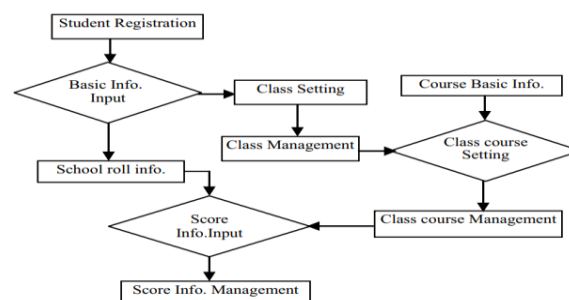 Student Registration
Basic Info.
Input
Class Setting
Course Basic Info.
Class Management
Class course
Setting
School roll info.
Score
Info.Input
Class course Management
Score Info. Management